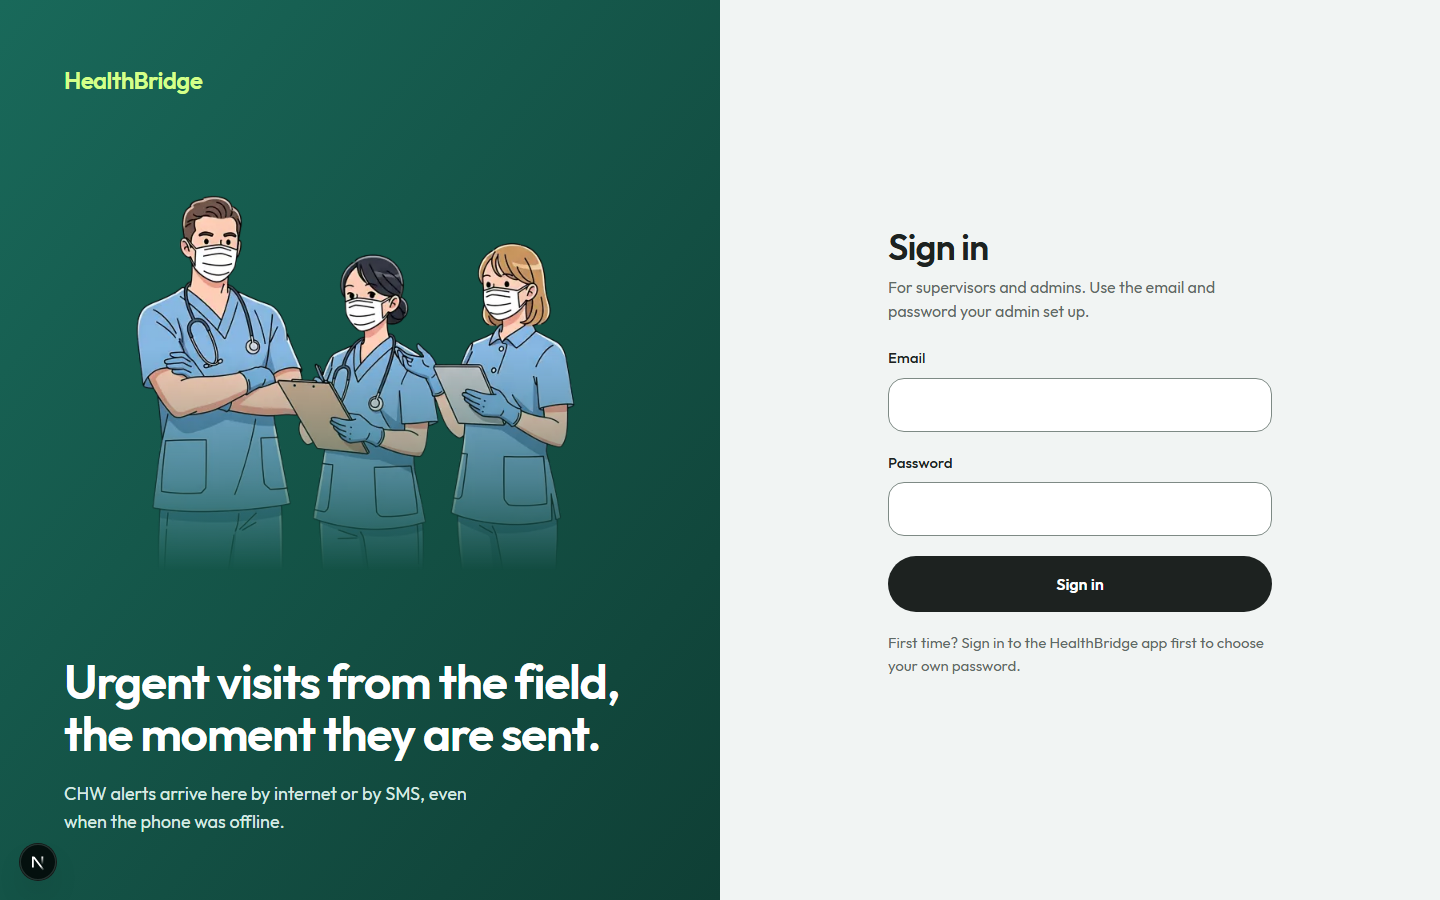 HealthBridge
Urgent visits from the field,
the moment they are sent.
CHW alerts arrive here by internet or by SMS, even
when the phone was offline.
N
Sign in
For supervisors and admins. Use the email and
password your admin set up.
Email
Password
Sign in
First time? Sign in to the HealthBridge app first to choose
your own password.